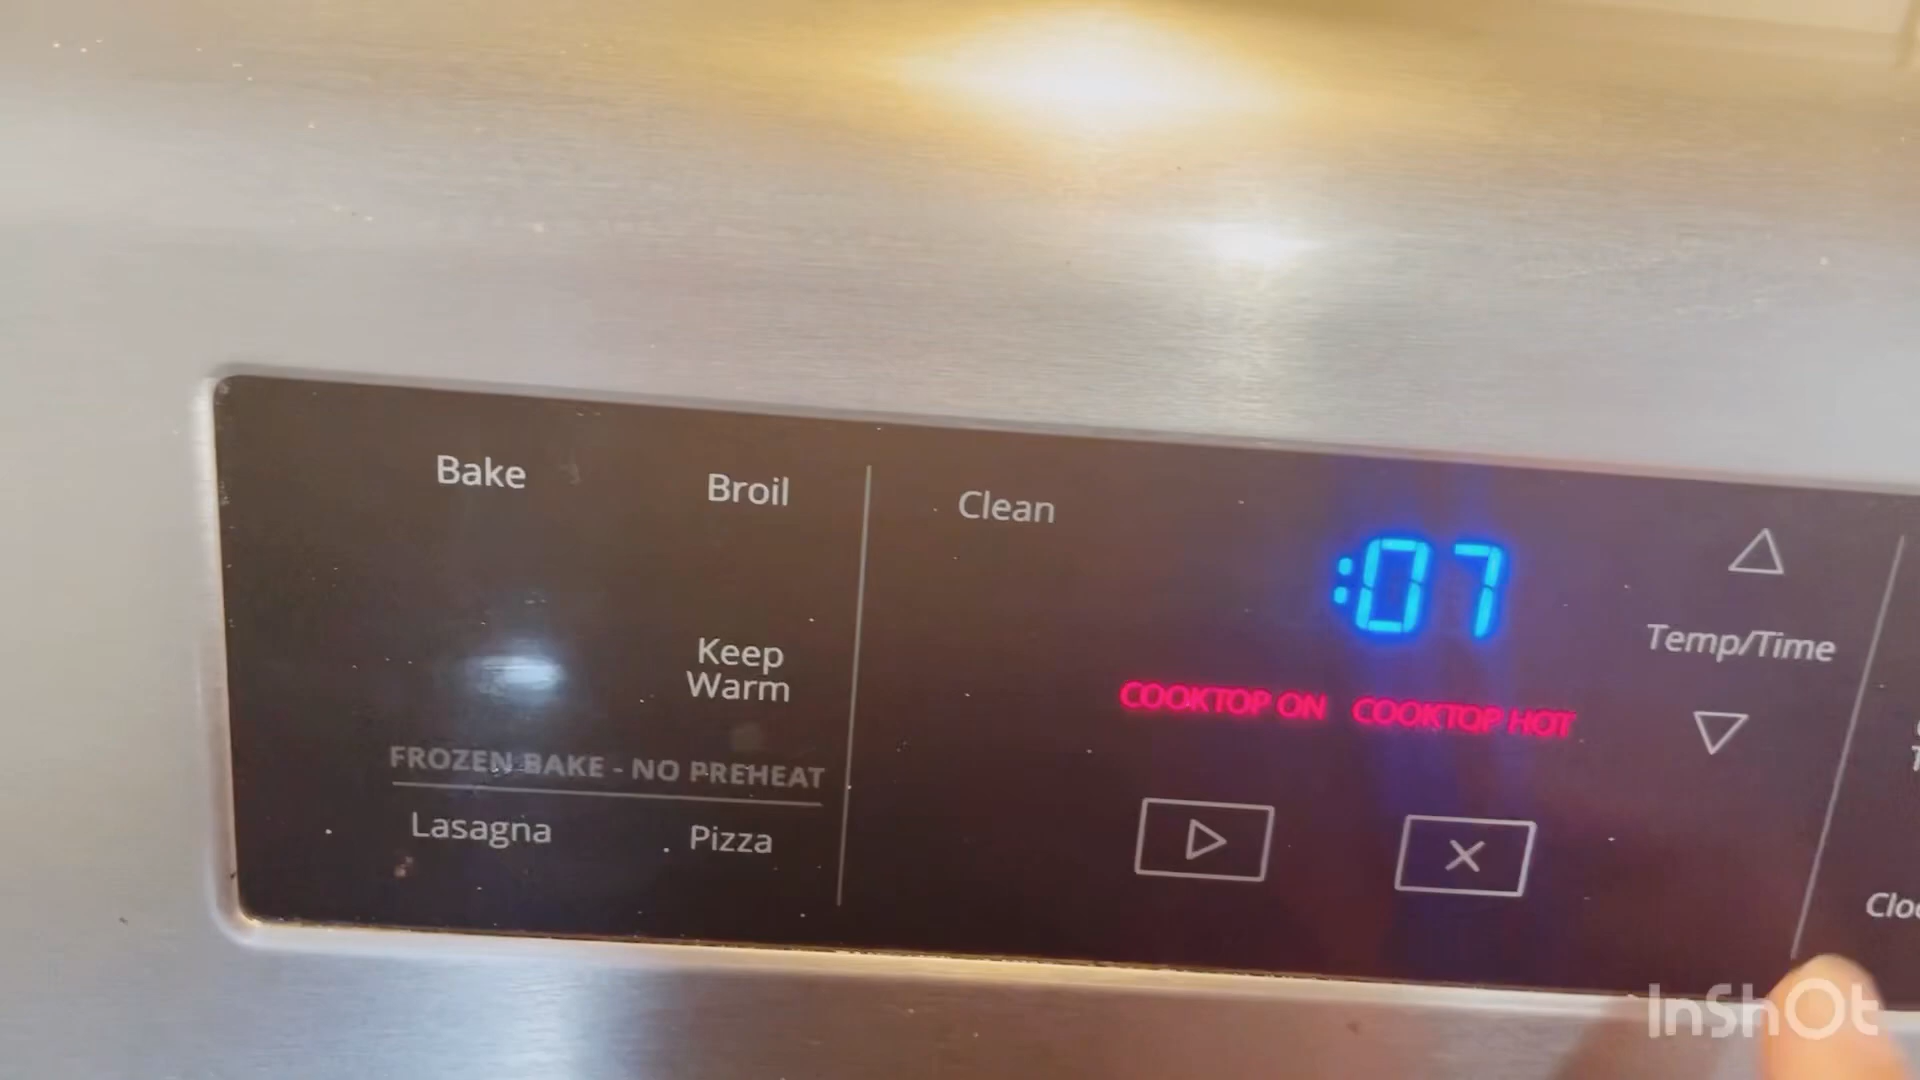 Bake
Broil
Clean
:07
Temp/Time
Keep
Warm
COOKTOP ON COOKTOP HOT
FROZEN BAKE - NO PREHEAT
Lasagna
Pizza
InShOt